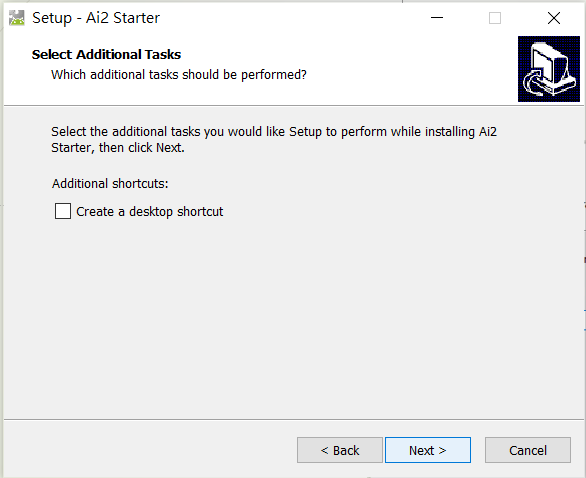 Setup - Ai2 Starter
Select Additional Tasks
Which additional tasks should be performed?
Select the additional tasks you would like Setup to perform while installing Ai2
Starter, then click Next.
Additional shortcuts:
Create a desktop shortcut
< Back
Next >
Cancel